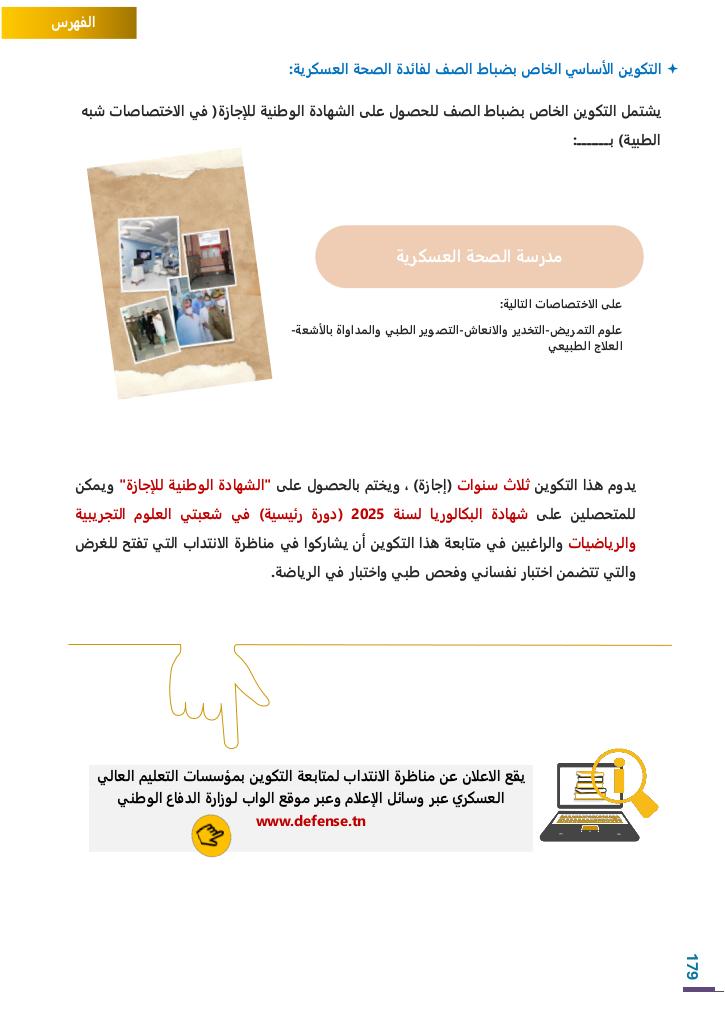 الفهرس
التكوين الأساسي الخاص بضباط الصف لفائدة الصحة العسكرية:
يشتمل التكوين الخاص بضباط الصف للحصول على الشهادة الوطنية للإجازة( في الاختصاصات شبه
الطبية) بـــــــ:
مدرسة الصحة العسكرية
على الاختصاصات التالية:
علوم التمريض-التخدير والانعاش-التصوير الطبي والمداواة بالأشعة-
العلاج الطبيعي
يدوم هذا التكوين ثلاث سنوات (إجازة) ، ويختم بالحصول على "الشهادة الوطنية للإجازة" ويمكن
للمتحصلين على شهادة البكالوريا لسنة 2025 (دورة رئيسية) في شعبتي العلوم التجريبية
والرياضيات والراغبين في متابعة هذا التكوين أن يشاركوا في مناظرة الانتداب التي تفتح للغرض
والتي تتضمن اختبار نفساني وفحص طبي واختبار في الرياضة.
يقع الاعلان عن مناظرة الانتداب لمتابعة التكوين بمؤسسات التعليم العالي
العسكري عبر وسائل الإعلام وعبر موقع الواب لوزارة الدفاع الوطني
www.defense.tn
179